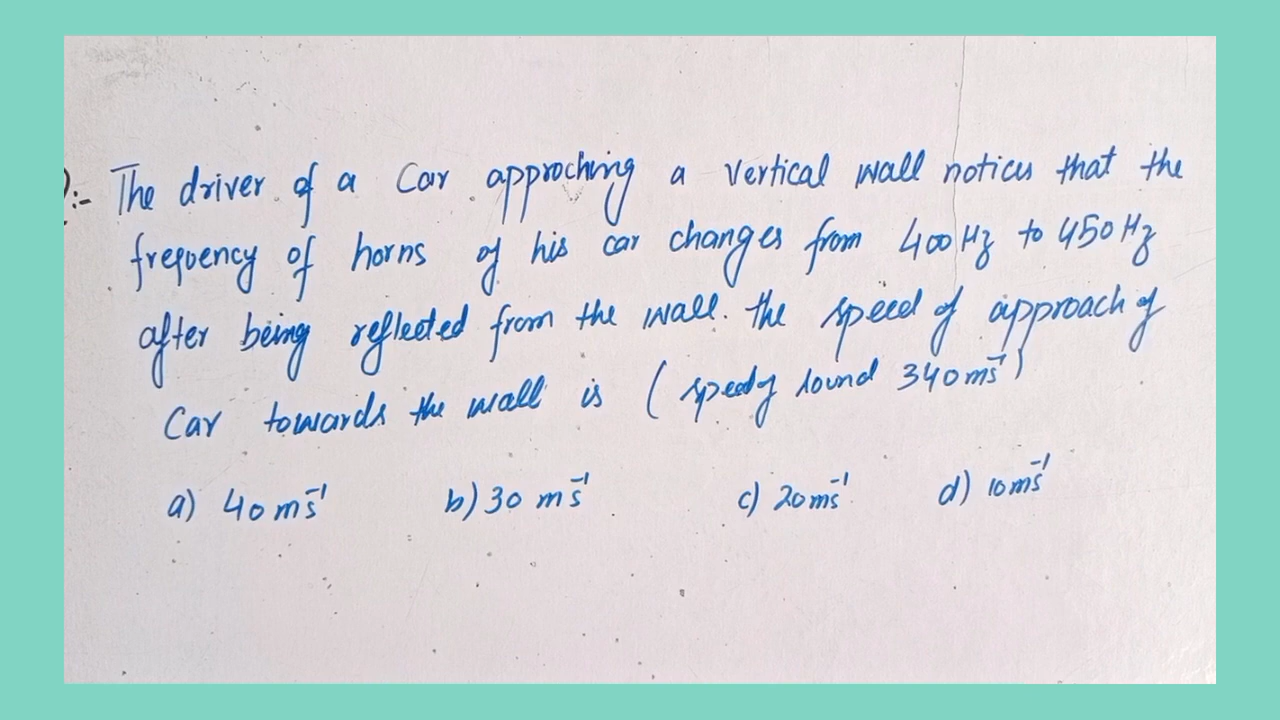 ):- The driver of a Car approching a vertical wall notices that the
frequency of horns of his car changes from 400 Hz to 450 Hz
after being reflected from the wall. the speed of approach of
Car towards the wall is ( speed of sound 340 ms⁻¹)
a) 40 ms⁻¹ b) 30 ms⁻¹ c) 20 ms⁻¹ d) 10 ms⁻¹